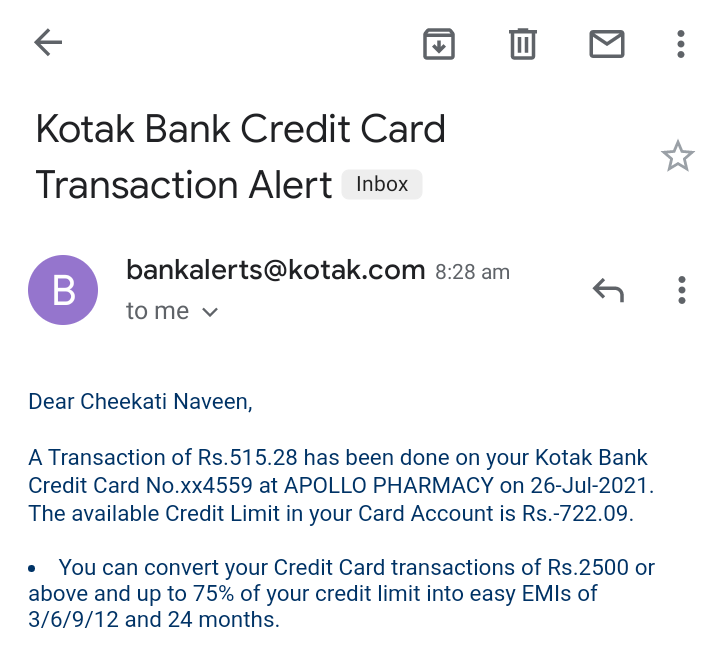 Kotak Bank Credit Card
Transaction Alert Inbox
B
bankalerts@kotak.com 8:28 am
to me
Dear Cheekati Naveen,
A Transaction of Rs.515.28 has been done on your Kotak Bank
Credit Card No.xx4559 at APOLLO PHARMACY on 26-Jul-2021.
The available Credit Limit in your Card Account is Rs.-722.09.
• You can convert your Credit Card transactions of Rs.2500 or
above and up to 75% of your credit limit into easy EMIs of
3/6/9/12 and 24 months.